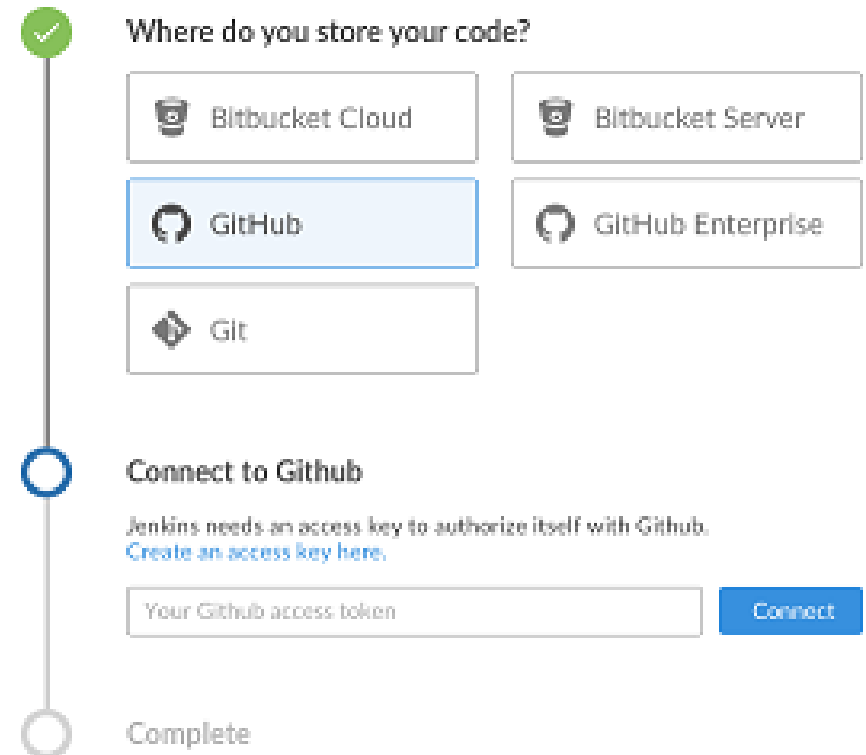 Where do you store your code?
Bitbucket Cloud
Bitbucket Server
GitHub
GitHub Enterprise
Git
Connect to Github
Jenkins needs an access key to authorize itself with Github.
Create an access key here.
Your Github access token
Connect
Complete